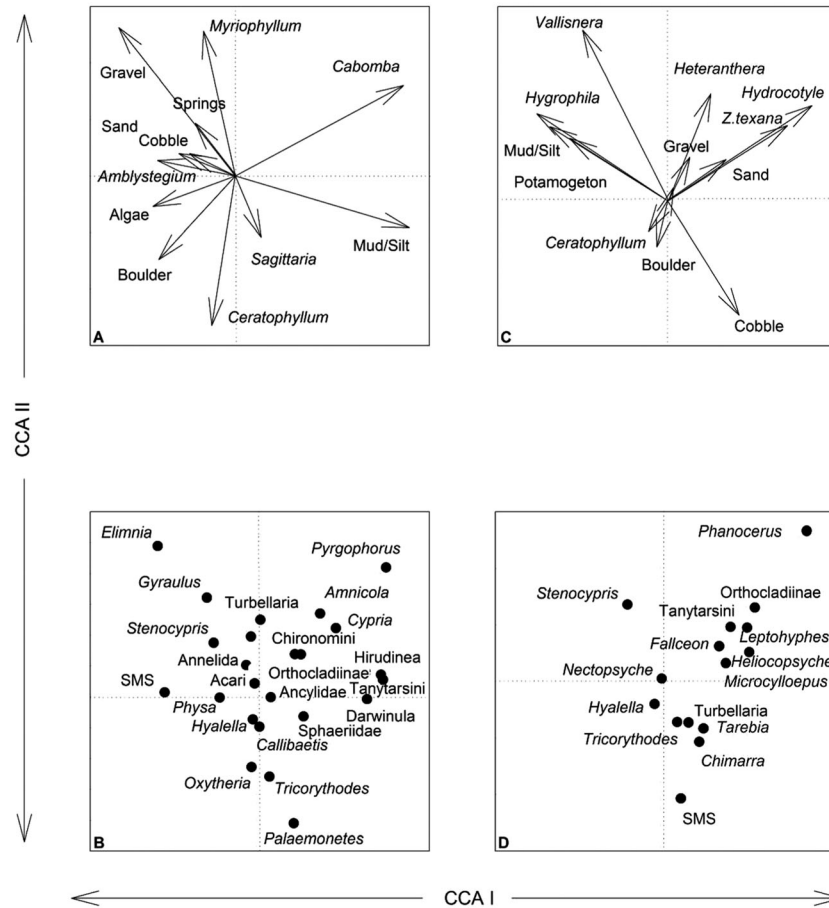 Myriophyllum
Gravel
Cabomba
Springs
Sand
Cobble
Amblystegium
Algae
Boulder
Sagittaria
Mud/Silt
Ceratophyllum
A
Vallisnera
Heteranthera
Hygrophila
Hydrocotyle
Z.texana
Mud/Silt
Gravel
Sand
Potamogeton
Ceratophyllum
Boulder
Cobble
C
CCA II
Elimnia
Pyrgophorus
Gyraulus
Amnicola
Turbellaria
Cypria
Stenocypris
Chironomini
Annelida
Hirudinea
Orthocladiinae
SMS
Acari
Tanytarsini
Ancylidae
Physa
Darwinula
Hyalella
Sphaeriidae
Callibaetis
Oxytheria
Tricorythodes
Palaemonetes
B
Phanocerus
Stenocypris
Orthocladiinae
Tanytarsini
Leptohyphes
Fallceon
Heliocopsyche
Nectopsyche
Microcylloepus
Hyalella
Turbellaria
Tarebia
Tricorythodes
Chimarra
SMS
D
CCA I